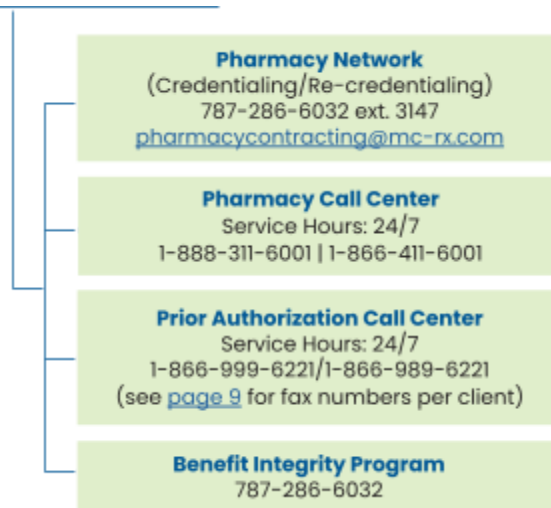 Pharmacy Network
(Credentialing/Re-credentialing)
787-286-6032 ext. 3147
pharmacycontracting@mc-rx.com
Pharmacy Call Center
Service Hours: 24/7
1-888-311-6001 | 1-866-411-6001
Prior Authorization Call Center
Service Hours: 24/7
1-866-999-6221/1-866-989-6221
(see page 9 for fax numbers per client)
Benefit Integrity Program
787-286-6032